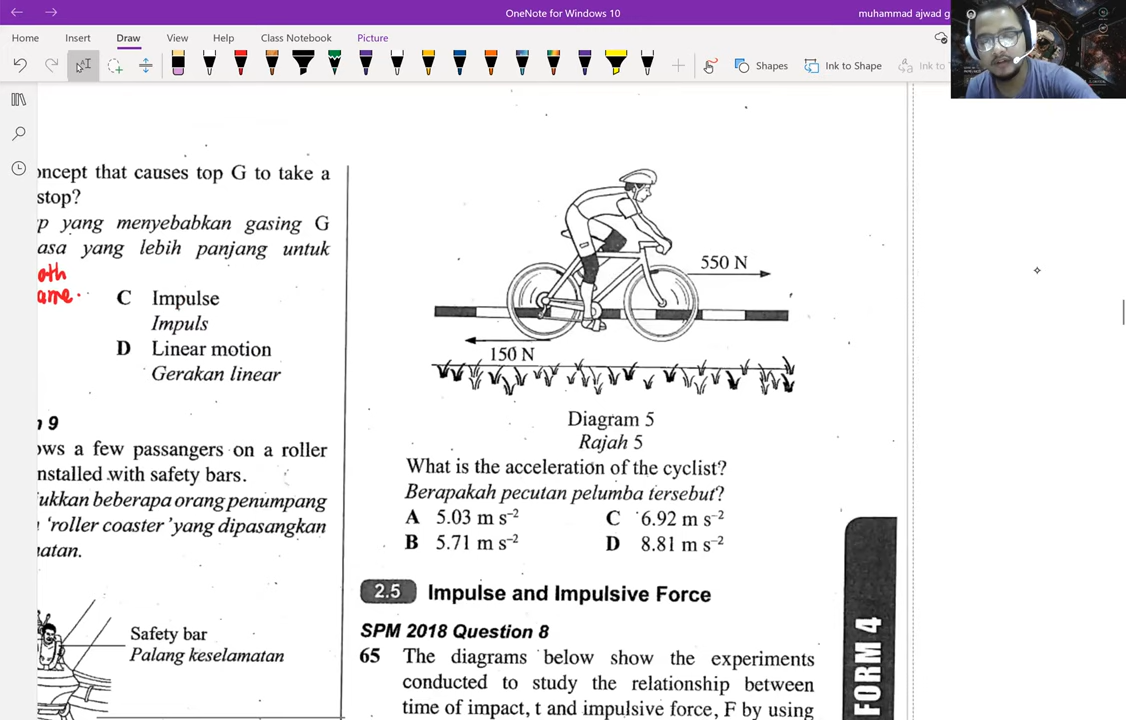 OneNote for Windows 10
muhammad ajwad g
Home
Insert
Draw
View
Help
Class Notebook
Picture
Shapes
Ink to Shape
Ink to
oncept that causes top G to take a
stop?
p yang menyebabkan gasing G
asa yang lebih panjang untuk
oth
ame.
C Impulse
Impuls
D Linear motion
Gerakan linear
9
ows a few passangers on a roller
nstalled with safety bars.
ukkan beberapa orang penumpang
'roller coaster' yang dipasangkan
atan.
Safety bar
Palang keselamatan
550 N
150 N
Diagram 5
Rajah 5
What is the acceleration of the cyclist?
Berapakah pecutan pelumba tersebut?
A 5.03 m s⁻²
C 6.92 m s⁻²
B 5.71 m s⁻²
D 8.81 m s⁻²
2.5 Impulse and Impulsive Force
SPM 2018 Question 8
65 The diagrams below show the experiments
conducted to study the relationship between
time of impact, t and impulsive force, F by using
FORM 4